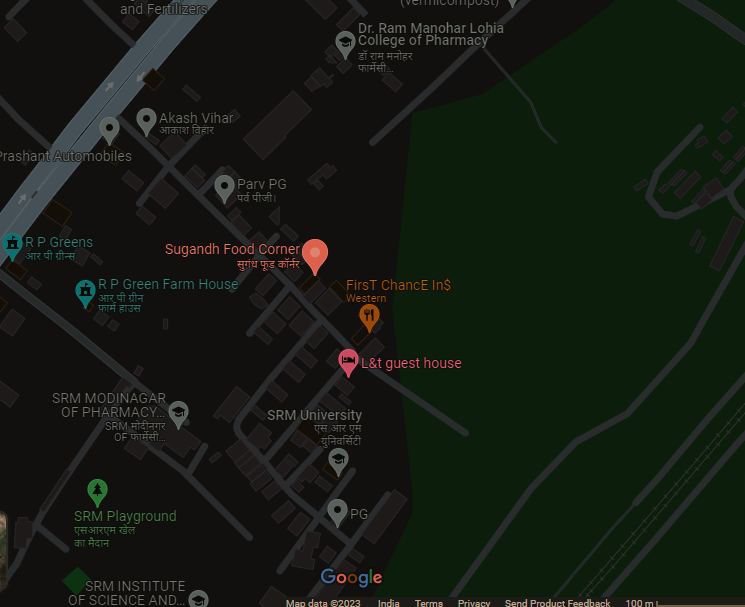 and Fertilizers
(vermicompost)
Dr. Ram Manohar Lohia
College of Pharmacy
डॉ राम मनोहर
फार्मेसी...
Akash Vihar
आकाश विहार
Prashant Automobiles
Parv PG
पर्व पीजी।
R P Greens
आर पी ग्रीन्स
Sugandh Food Corner
सुगंध फूड कॉर्नर
R P Green Farm House
आर पी ग्रीन
फार्म हाउस
FirsT ChancE In$
Western
L&t guest house
SRM MODINAGAR
OF PHARMACY...
SRM मोदीनगर
OF फार्मेसी...
SRM University
एस आर एम
युनिवर्सिटी
SRM Playground
एसआरएम खेल
का मैदान
PG
SRM INSTITUTE
OF SCIENCE AND...
Google
Map data ©2023 India Terms Privacy Send Product Feedback 100 m